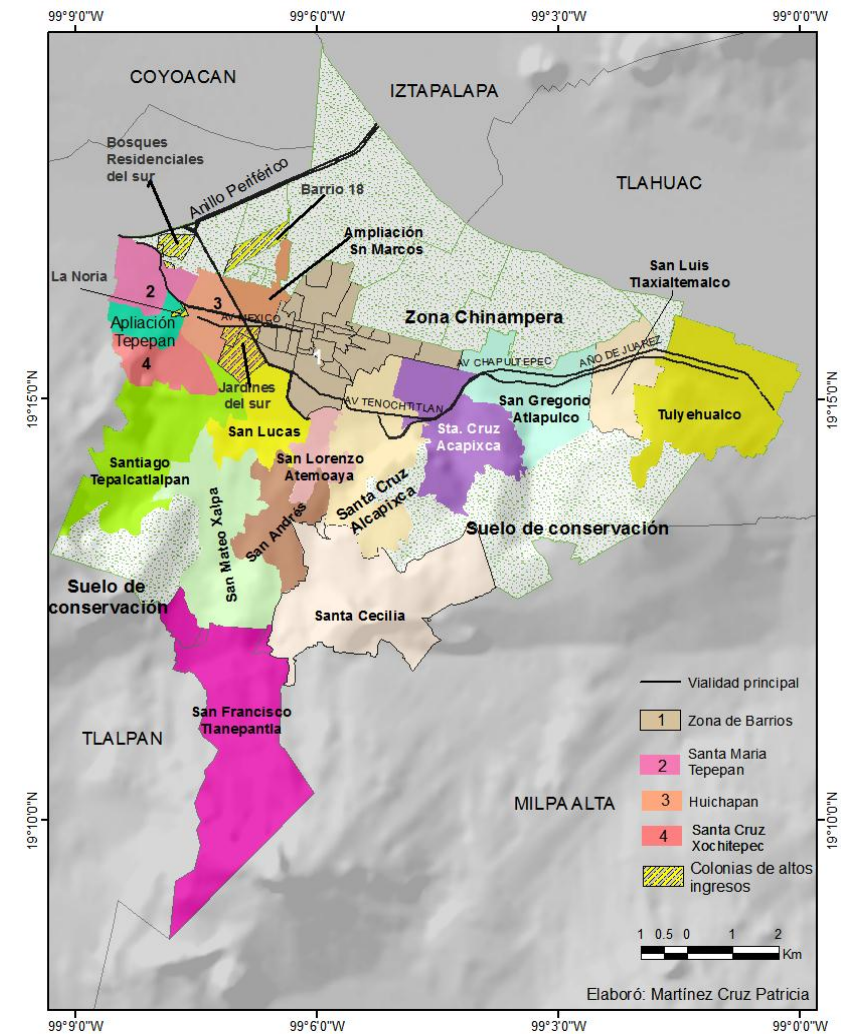 99°9'0"W
99°6'0"W
99°3'0"W
99°0'0"W
COYOACAN
IZTAPALAPA
TLAHUAC
Bosques
Residenciales
del sur
Anillo Periférico
Barrio 18
Ampliación
Sn Marcos
La Noria
San Luis
Tlaxialtemalco
2
3
AV MEXICO
Zona Chinampera
Apliación
Tepepan
4
1
AV CHAPULTEPEC
AÑO DE JUAREZ
19°15'0"N
19°15'0"N
Jardines
del sur
AV TENOCHTITLAN
San Gregorio
Atlapulco
Tulyehualco
San Lucas
Sta. Cruz
Acapixca
Santiago
Tepalcatlalpan
San Lorenzo
Atemoaya
Santa Cruz
Alcapixca
San Mateo Xalpa
San Andrés
Suelo de conservación
Suelo de
conservación
Santa Cecilia
San Francisco
Tlanepantla
TLALPAN
MILPA ALTA
19°10'0"N
19°10'0"N
Vialidad principal
1 Zona de Barrios
2 Santa Maria
Tepepan
3 Huichapan
4 Santa Cruz
Xochitepec
Colonias de altos
ingresos
1 0.5 0 1 2
Km
Elaboró: Martínez Cruz Patricia
99°9'0"W
99°6'0"W
99°3'0"W
99°0'0"W